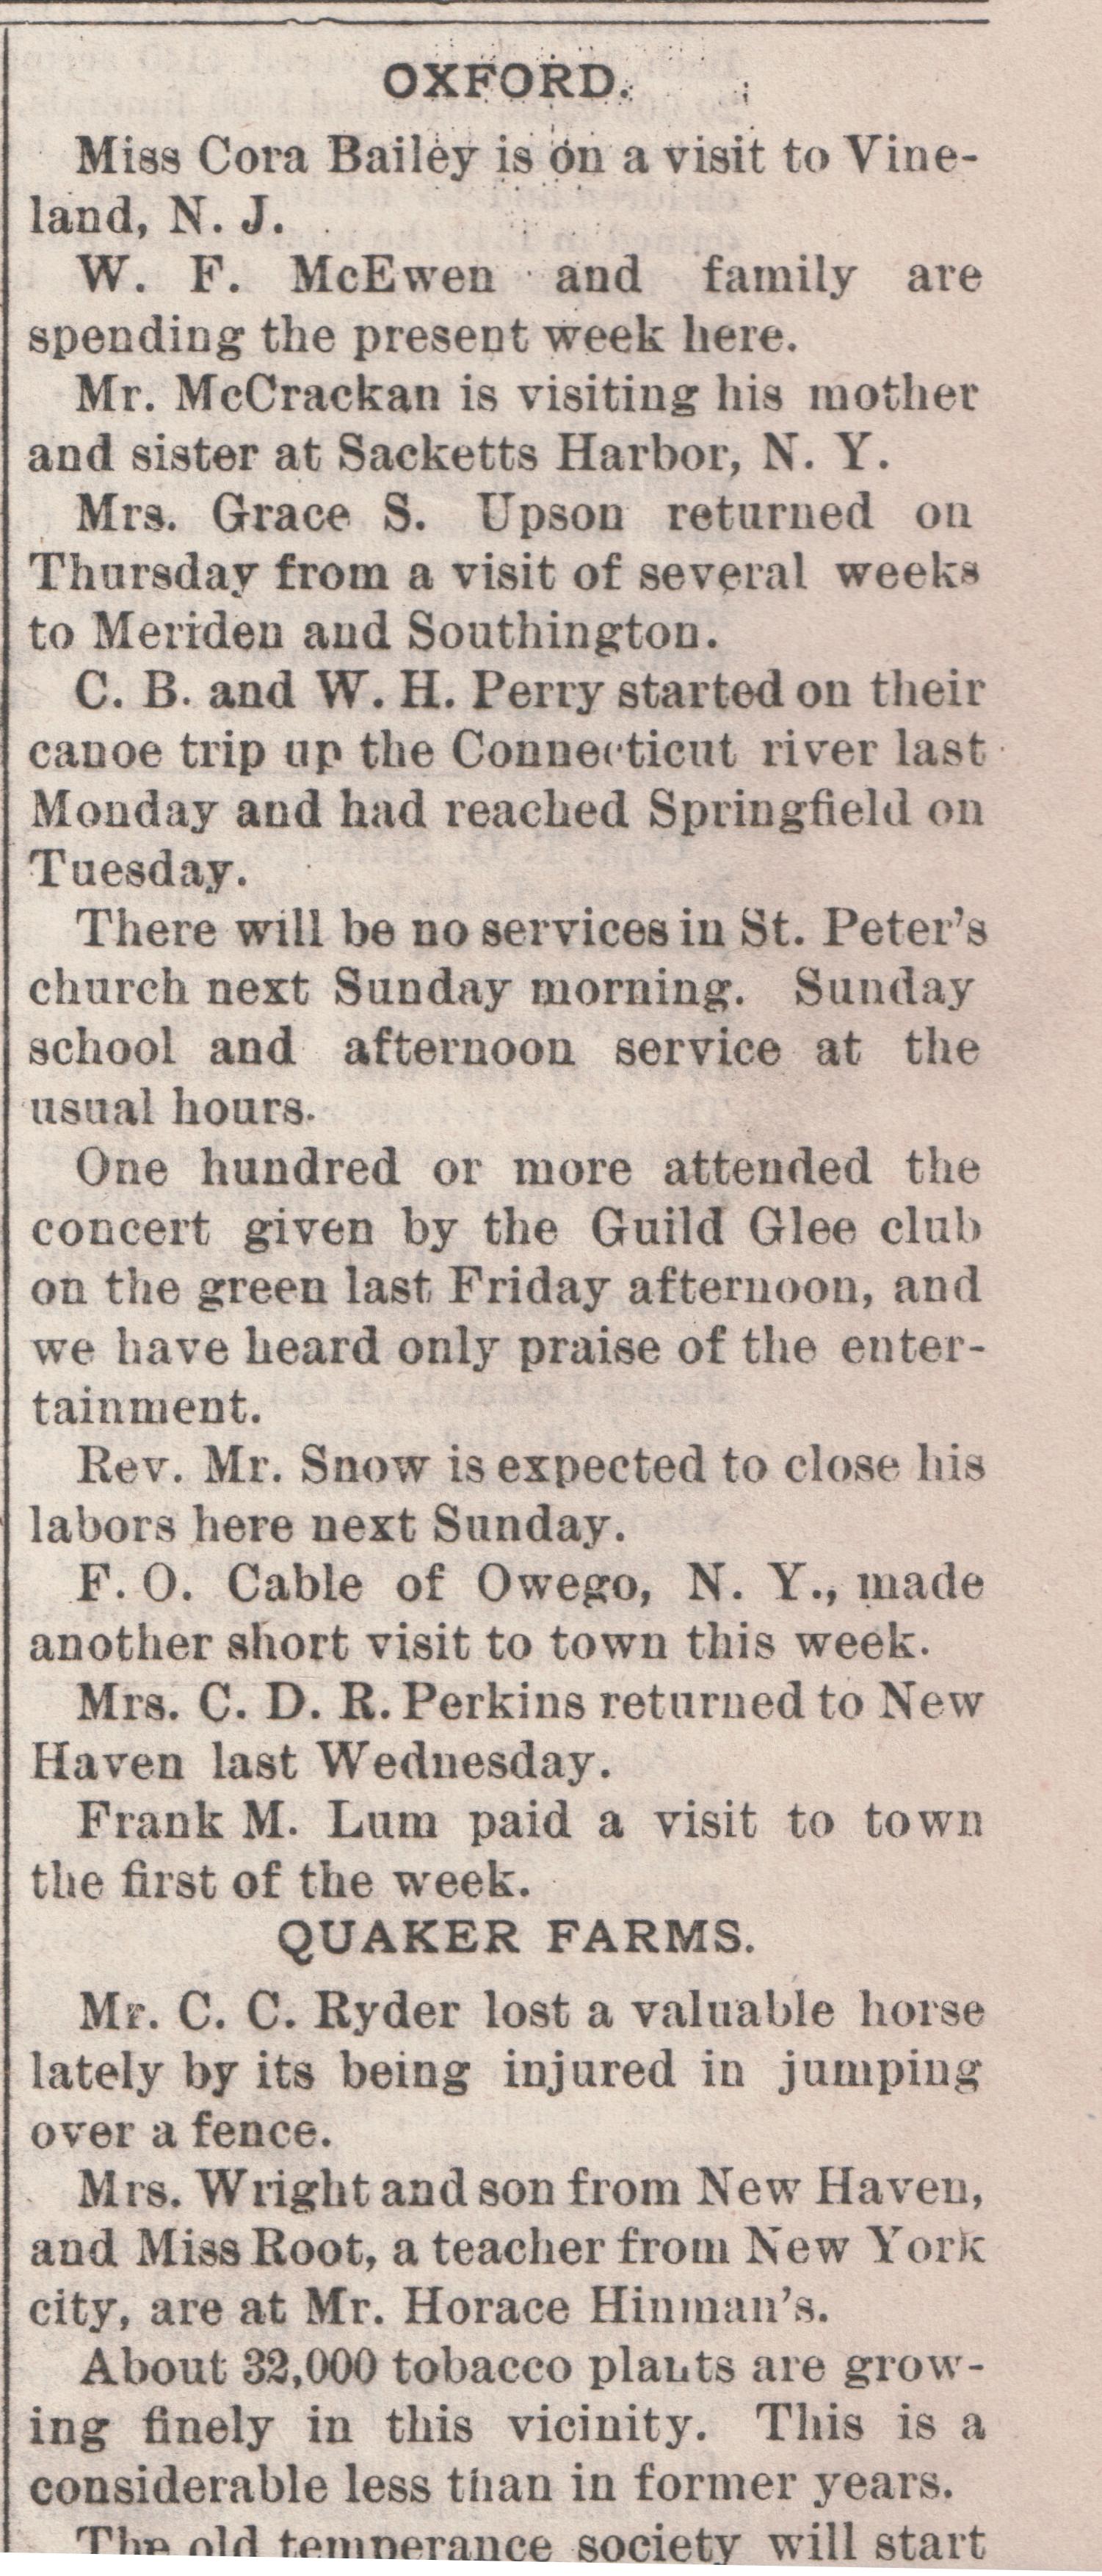 OXFORD.
Miss Cora Bailey is on a visit to Vine-
land, N. J.
W. F. McEwen and family are
spending the present week here.
Mr. McCrackan is visiting his mother
and sister at Sacketts Harbor, N. Y.
Mrs. Grace S. Upson returned on
Thursday from a visit of several weeks
to Meriden and Southington.
C. B. and W. H. Perry started on their
canoe trip up the Connecticut river last
Monday and had reached Springfield on
Tuesday.
There will be no services in St. Peter's
church next Sunday morning. Sunday
school and afternoon service at the
usual hours.
One hundred or more attended the
concert given by the Guild Glee club
on the green last Friday afternoon, and
we have heard only praise of the enter-
tainment.
Rev. Mr. Snow is expected to close his
labors here next Sunday.
F. O. Cable of Owego, N. Y., made
another short visit to town this week.
Mrs. C. D. R. Perkins returned to New
Haven last Wednesday.
Frank M. Lum paid a visit to town
the first of the week.
QUAKER FARMS.
Mr. C. C. Ryder lost a valuable horse
lately by its being injured in jumping
over a fence.
Mrs. Wright and son from New Haven,
and Miss Root, a teacher from New York
city, are at Mr. Horace Hinman's.
About 32,000 tobacco plants are grow-
ing finely in this vicinity. This is a
considerable less than in former years.
The old temperance society will start